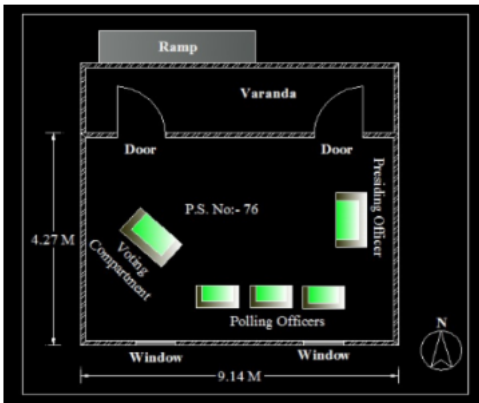 Ramp
Varanda
Door
Door
Presiding Officer
P.S. No:- 76
4.27 M
Voting
Compartment
Polling Officers
N
Window
Window
9.14 M